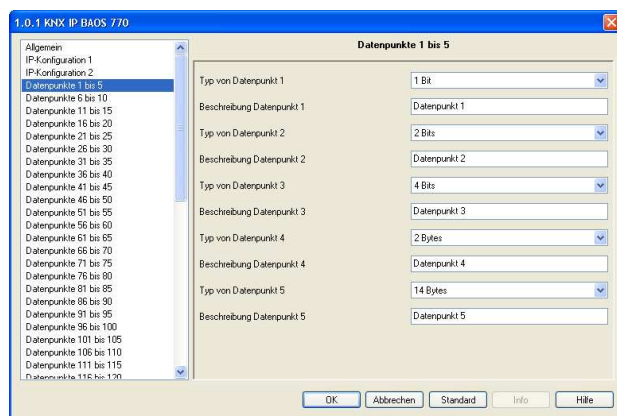 1.0.1 KNX IP BAOS 770
Allgemein
IP-Konfiguration 1
IP-Konfiguration 2
Datenpunkte 1 bis 5
Datenpunkte 6 bis 10
Datenpunkte 11 bis 15
Datenpunkte 16 bis 20
Datenpunkte 21 bis 25
Datenpunkte 26 bis 30
Datenpunkte 31 bis 35
Datenpunkte 36 bis 40
Datenpunkte 41 bis 45
Datenpunkte 46 bis 50
Datenpunkte 51 bis 55
Datenpunkte 56 bis 60
Datenpunkte 61 bis 65
Datenpunkte 66 bis 70
Datenpunkte 71 bis 75
Datenpunkte 76 bis 80
Datenpunkte 81 bis 85
Datenpunkte 86 bis 90
Datenpunkte 91 bis 95
Datenpunkte 96 bis 100
Datenpunkte 101 bis 105
Datenpunkte 106 bis 110
Datenpunkte 111 bis 115
Datenpunkte 116 bis 120
Datenpunkte 1 bis 5
Typ von Datenpunkt 1 1 Bit
Beschreibung Datenpunkt 1 Datenpunkt 1
Typ von Datenpunkt 2 2 Bits
Beschreibung Datenpunkt 2 Datenpunkt 2
Typ von Datenpunkt 3 4 Bits
Beschreibung Datenpunkt 3 Datenpunkt 3
Typ von Datenpunkt 4 2 Bytes
Beschreibung Datenpunkt 4 Datenpunkt 4
Typ von Datenpunkt 5 14 Bytes
Beschreibung Datenpunkt 5 Datenpunkt 5
OK Abbrechen Standard Info Hilfe